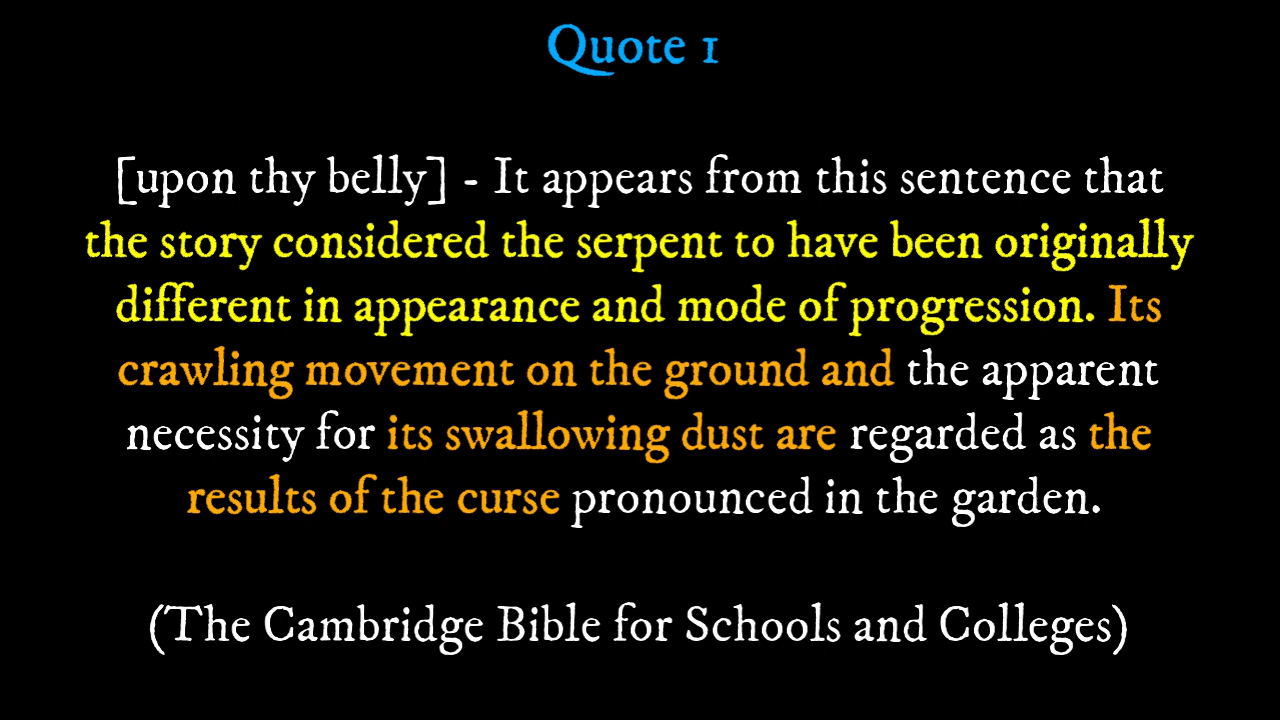 Quote 1
[upon thy belly] - It appears from this sentence that
the story considered the serpent to have been originally
different in appearance and mode of progression. Its
crawling movement on the ground and the apparent
necessity for its swallowing dust are regarded as the
results of the curse pronounced in the garden.
(The Cambridge Bible for Schools and Colleges)